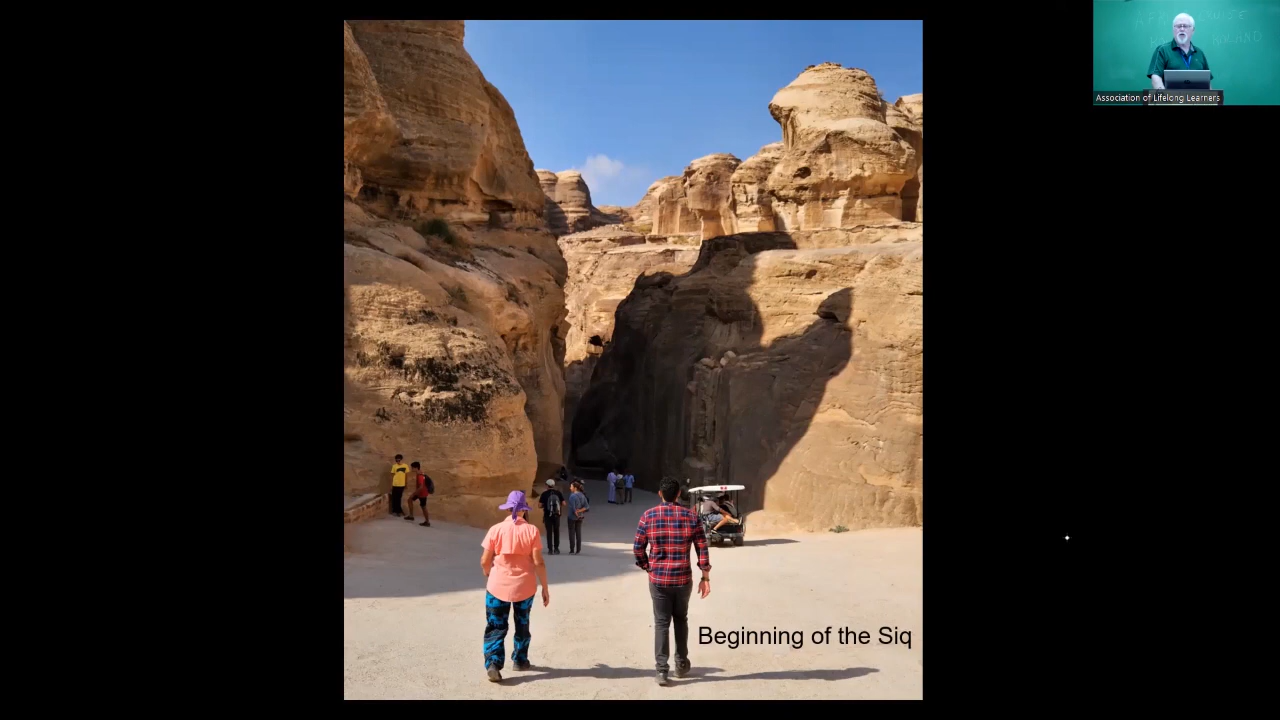 Association of Lifelong Learners
Beginning of the Siq